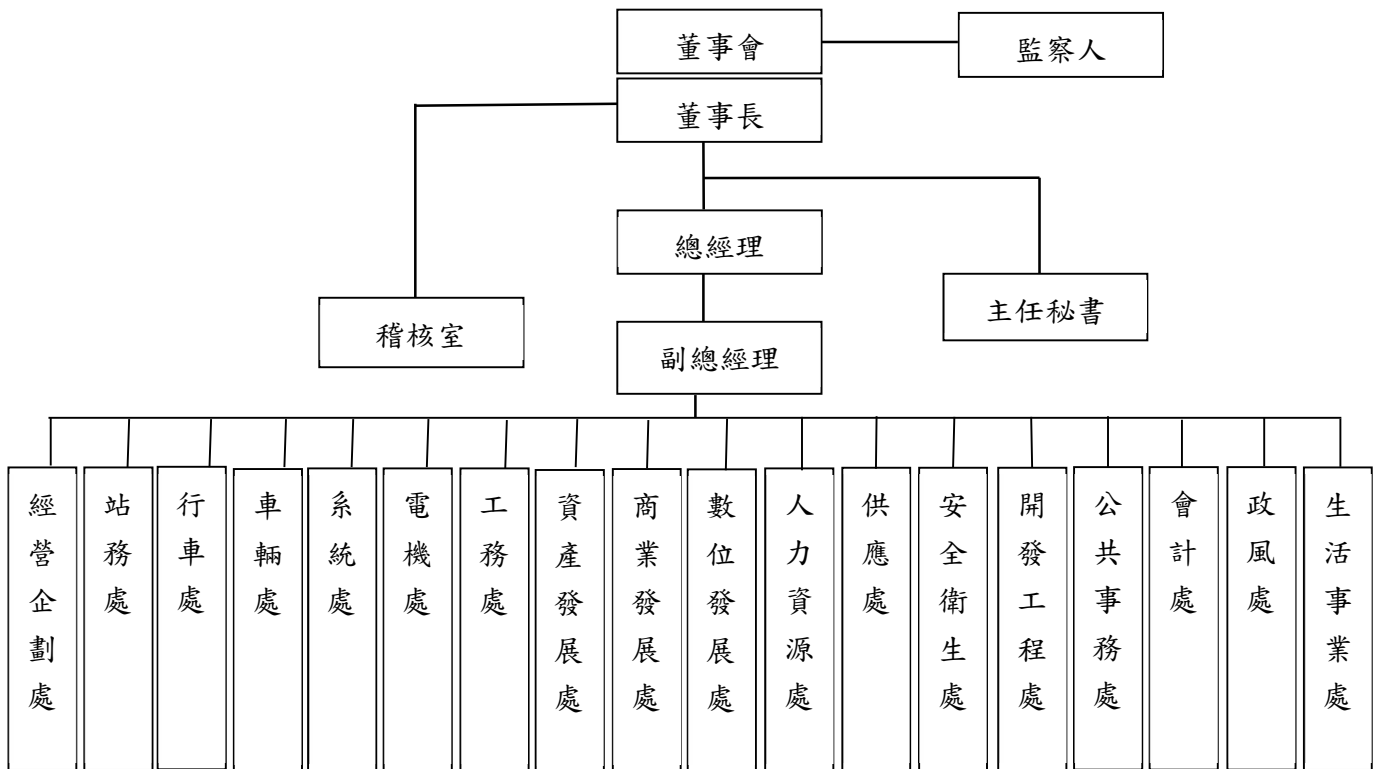 董事會
監察人
董事長
總經理
主任秘書
稽核室
副總經理
經營企劃處
站務處
行車處
車輛處
系統處
電機處
工務處
資產發展處
商業發展處
數位發展處
人力資源處
供應處
安全衛生處
開發工程處
公共事務處
會計處
政風處
生活事業處